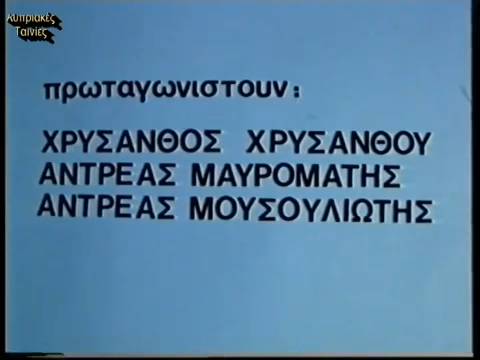 Κυπριακές
Ταινίες
πρωταγωνιστουν:
ΧΡΥΣΑΝΘΟΣ ΧΡΥΣΑΝΘΟΥ
ΑΝΤΡΕΑΣ ΜΑΥΡΟΜΑΤΗΣ
ΑΝΤΡΕΑΣ ΜΟΥΣΟΥΛΙΩΤΗΣ